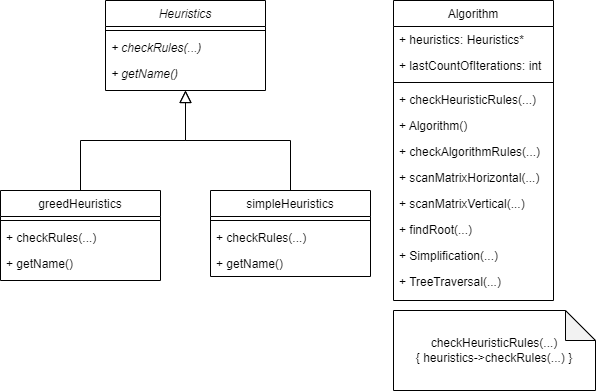 Heuristics
+ checkRules(...)
+ getName()
greedHeuristics
+ checkRules(...)
+ getName()
simpleHeuristics
+ checkRules(...)
+ getName()
Algorithm
+ heuristics: Heuristics*
+ lastCountOfIterations: int
+ checkHeuristicRules(...)
+ Algorithm()
+ checkAlgorithmRules(...)
+ scanMatrixHorizontal(...)
+ scanMatrixVertical(...)
+ findRoot(...)
+ Simplification(...)
+ TreeTraversal(...)
checkHeuristicRules(...)
{ heuristics->checkRules(...) }